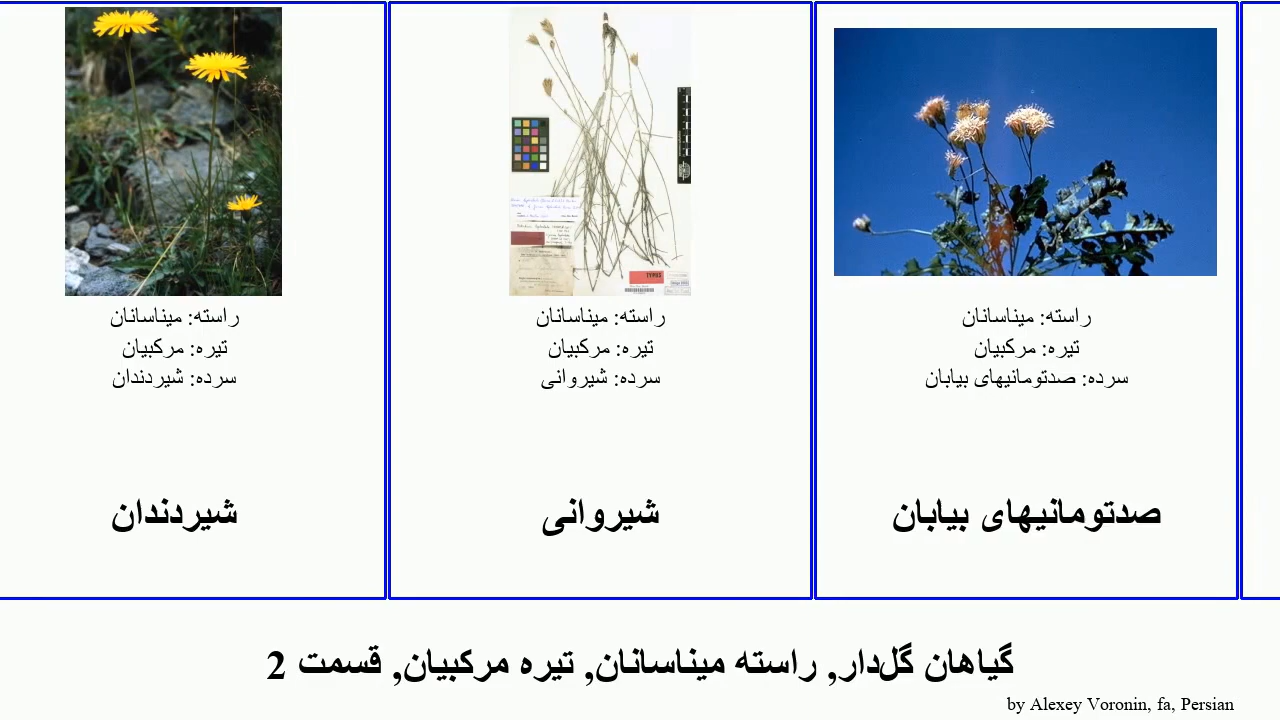 راسته: میناسانان
تیره: مرکبیان
سرده: شیردندان
شیردندان
TYPUS
راسته: میناسانان
تیره: مرکبیان
سرده: شیروانی
شیروانی
راسته: میناسانان
تیره: مرکبیان
سرده: صدتومانیهای بیابان
صدتومانیهای بیابان
گیاهان گل‌دار, راسته میناسانان, تیره مرکبیان, قسمت 2
by Alexey Voronin, fa, Persian